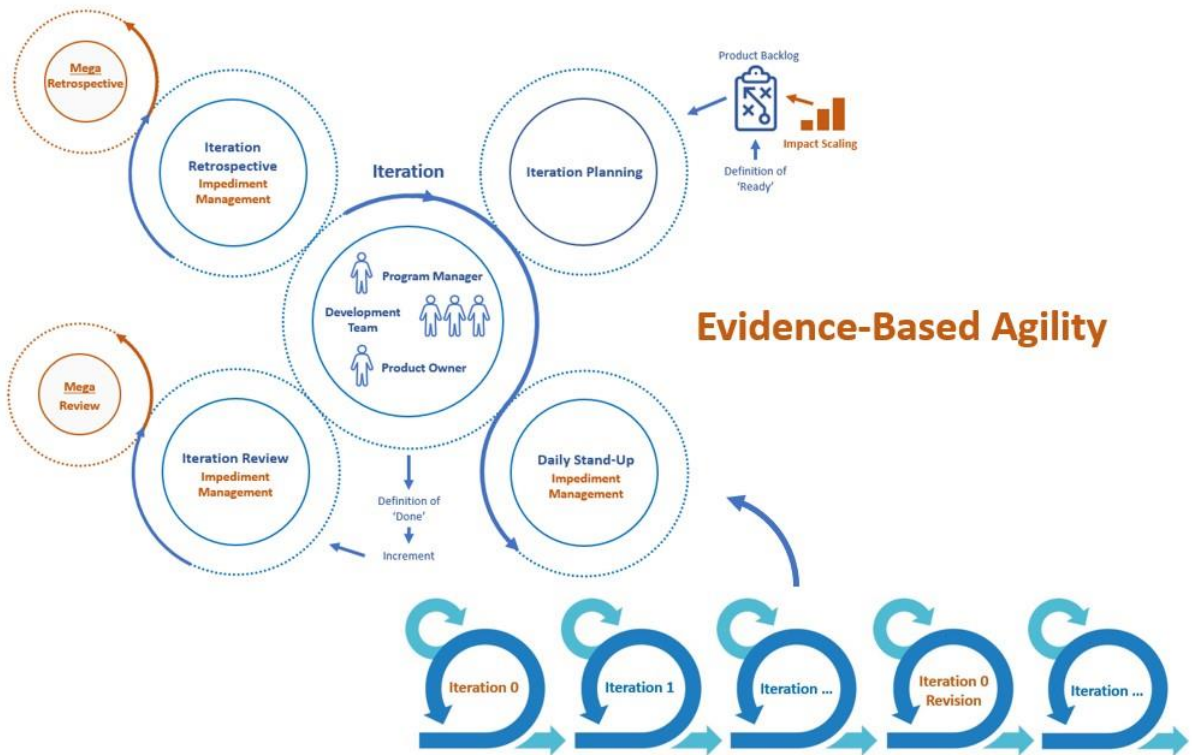 Mega
Retrospective
Iteration
Retrospective
Impediment
Management
Iteration
Iteration Planning
Product Backlog
Impact Scaling
Definition of
‘Ready’
Program Manager
Development
Team
Product Owner
Evidence-Based Agility
Mega
Review
Iteration Review
Impediment
Management
Definition of
‘Done’
Increment
Daily Stand-Up
Impediment
Management
Iteration 0
Iteration 1
Iteration ...
Iteration 0
Revision
Iteration ...